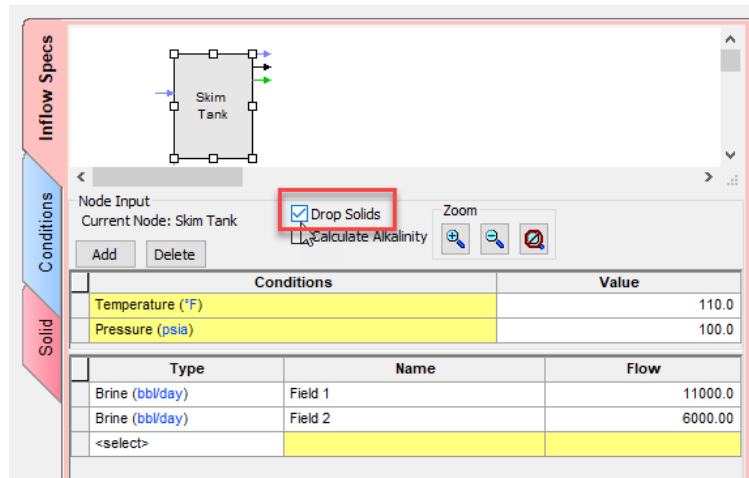 Inflow Specs
Conditions
Solid
Skim
Tank
Node Input
Current Node: Skim Tank
Drop Solids
Calculate Alkalinity
Zoom
Add Delete
Conditions Value
Temperature (°F) 110.0
Pressure (psia) 100.0
Type Name Flow
Brine (bbl/day) Field 1 11000.0
Brine (bbl/day) Field 2 6000.00
<select>